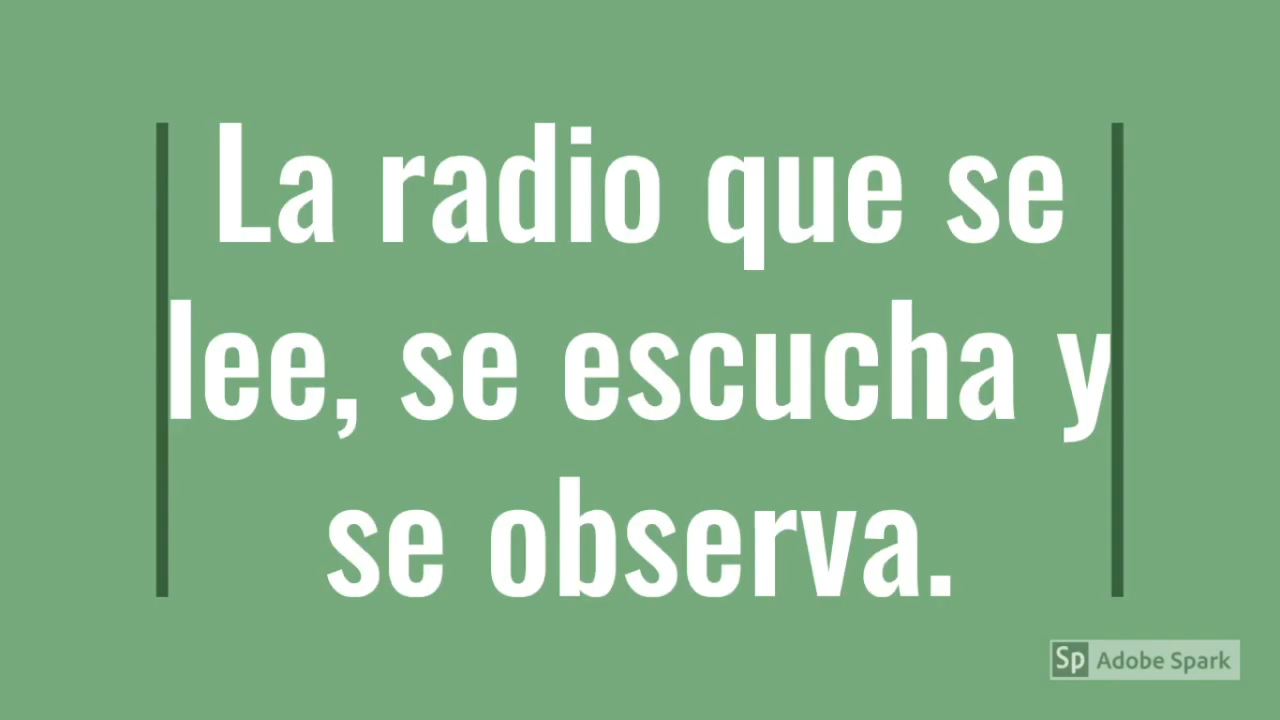 La radio que se
lee, se escucha y
se observa.
Sp Adobe Spark